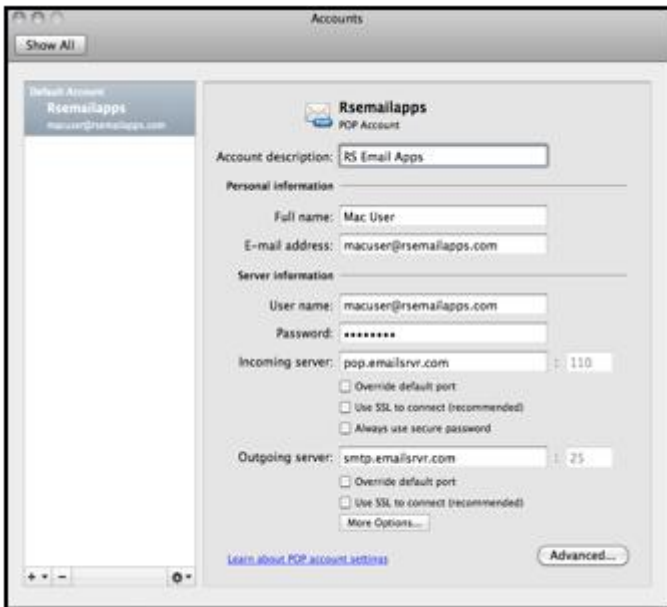 Accounts
Show All
Default Account
Rsemailapps
macuser@rsemailapps.com
Rsemailapps
POP Account
Account description: RS Email Apps
Personal information
Full name: Mac User
E-mail address: macuser@rsemailapps.com
Server information
User name: macuser@rsemailapps.com
Password: ••••••••
Incoming server: pop.emailsrvr.com : 110
Override default port
Use SSL to connect (recommended)
Always use secure password
Outgoing server: smtp.emailsrvr.com : 25
Override default port
Use SSL to connect (recommended)
More Options...
Learn about POP account settings
Advanced...